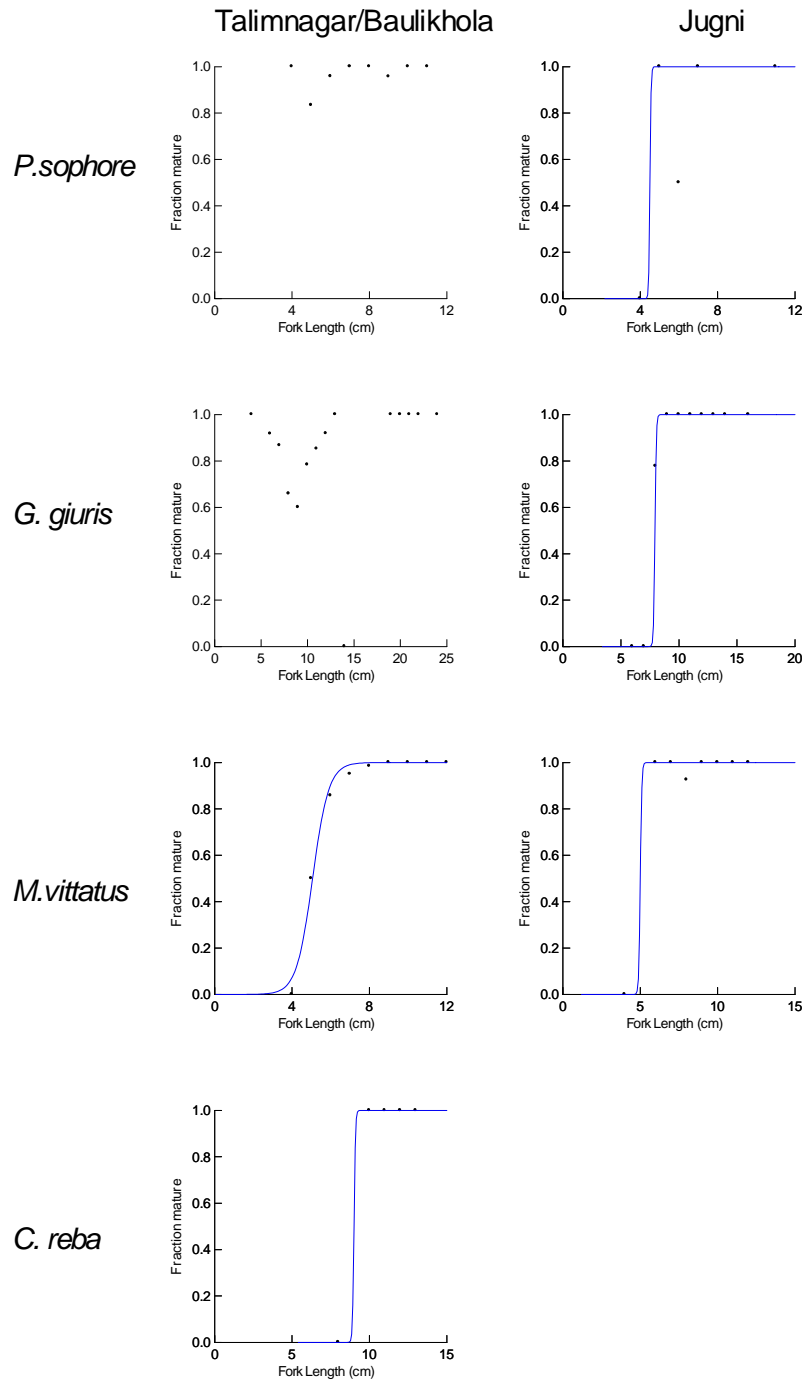 Talimnagar/Baulikhola Jugni
P.sophore
Fraction mature
1.0
0.8
0.6
0.4
0.2
0.0
0 4 8 12
Fork Length (cm)
Fraction mature
1.0
0.8
0.6
0.4
0.2
0.0
0 4 8 12
Fork Length (cm)
G. giuris
Fraction mature
1.0
0.8
0.6
0.4
0.2
0.0
0 5 10 15 20 25
Fork Length (cm)
Fraction mature
1.0
0.8
0.6
0.4
0.2
0.0
0 5 10 15 20
Fork Length (cm)
M.vittatus
Fraction mature
1.0
0.8
0.6
0.4
0.2
0.0
0 4 8 12
Fork Length (cm)
Fraction mature
1.0
0.8
0.6
0.4
0.2
0.0
0 5 10 15
Fork Length (cm)
C. reba
Fraction mature
1.0
0.8
0.6
0.4
0.2
0.0
0 5 10 15
Fork Length (cm)